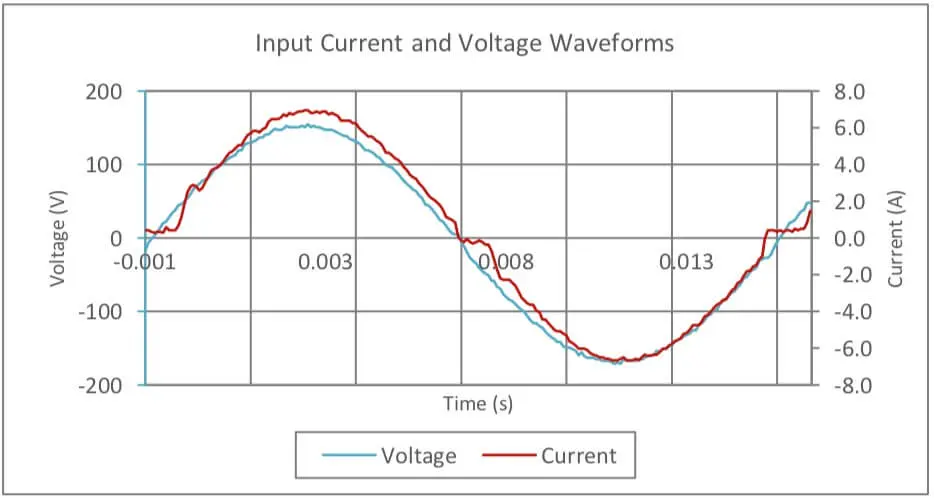 Input Current and Voltage Waveforms
200
100
0
-100
-200
Voltage (V)
8.0
6.0
4.0
2.0
0.0
-2.0
-4.0
-6.0
-8.0
Current (A)
-0.001 0.003 0.008 0.013
Time (s)
Voltage Current